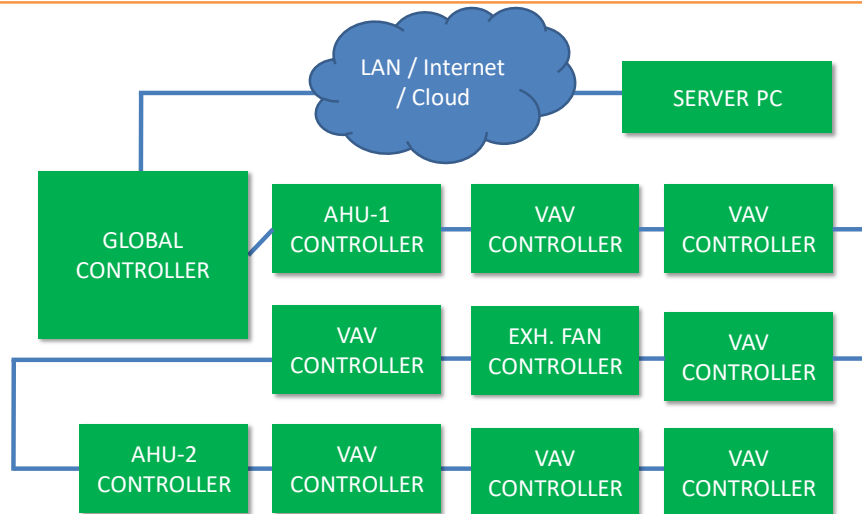 LAN / Internet
/ Cloud
SERVER PC
GLOBAL
CONTROLLER
AHU-1
CONTROLLER
VAV
CONTROLLER
VAV
CONTROLLER
VAV
CONTROLLER
EXH. FAN
CONTROLLER
VAV
CONTROLLER
AHU-2
CONTROLLER
VAV
CONTROLLER
VAV
CONTROLLER
VAV
CONTROLLER